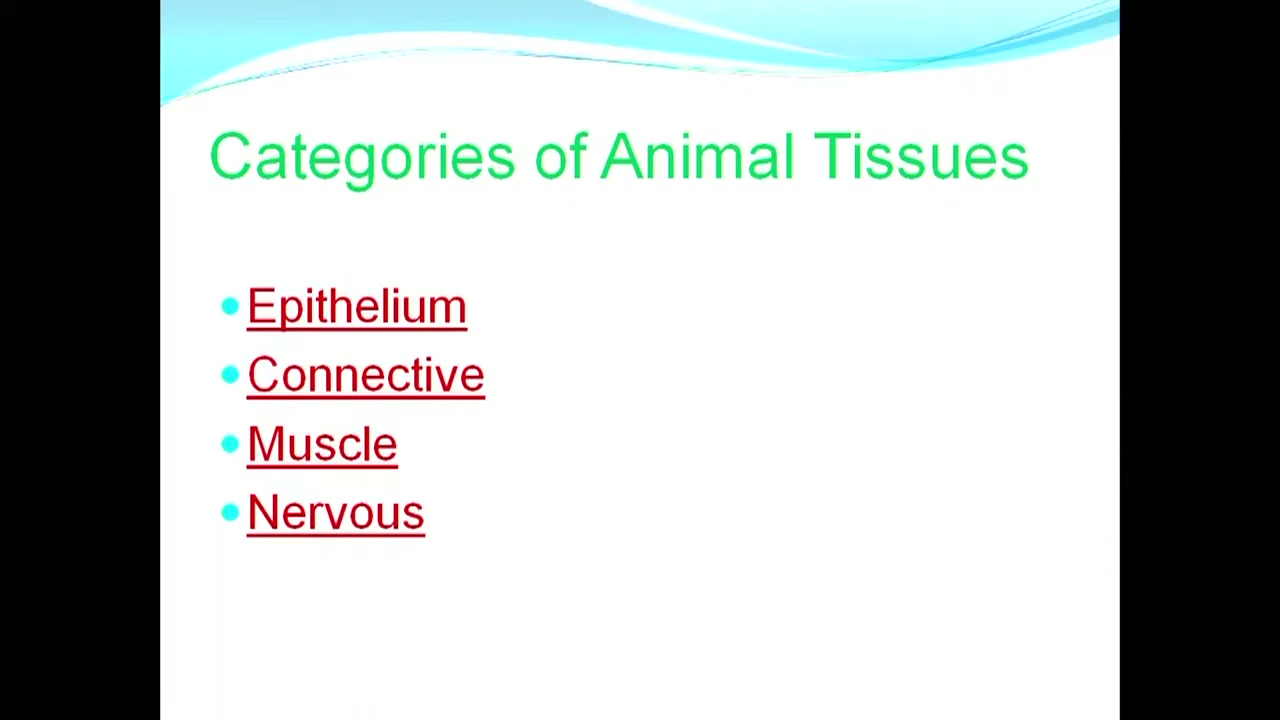 Categories of Animal Tissues
• Epithelium
• Connective
• Muscle
• Nervous